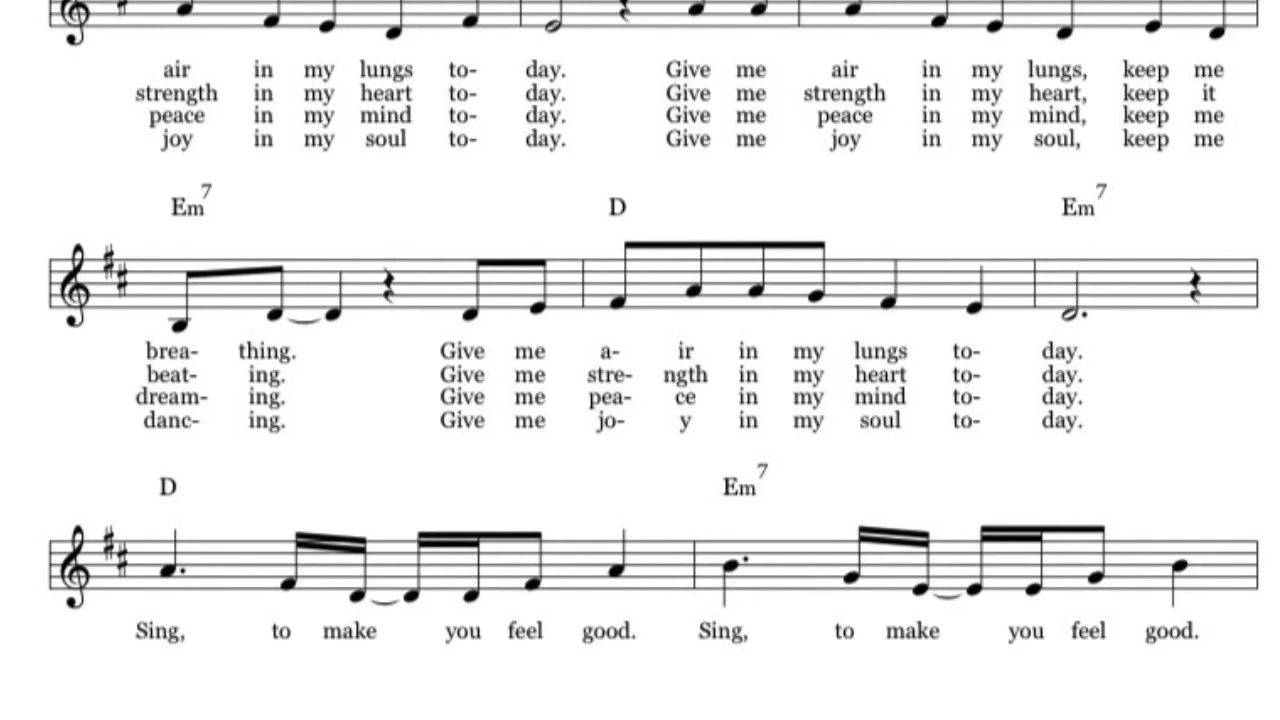 air in my lungs to- day. Give me air in my lungs, keep me
strength in my heart to- day. Give me strength in my heart, keep it
peace in my mind to- day. Give me peace in my mind, keep me
joy in my soul to- day. Give me joy in my soul, keep me
Em7 D Em7
brea- thing. Give me a- ir in my lungs to- day.
beat- ing. Give me stre- ngth in my heart to- day.
dream- ing. Give me pea- ce in my mind to- day.
danc- ing. Give me jo- y in my soul to- day.
D Em7
Sing, to make you feel good. Sing, to make you feel good.